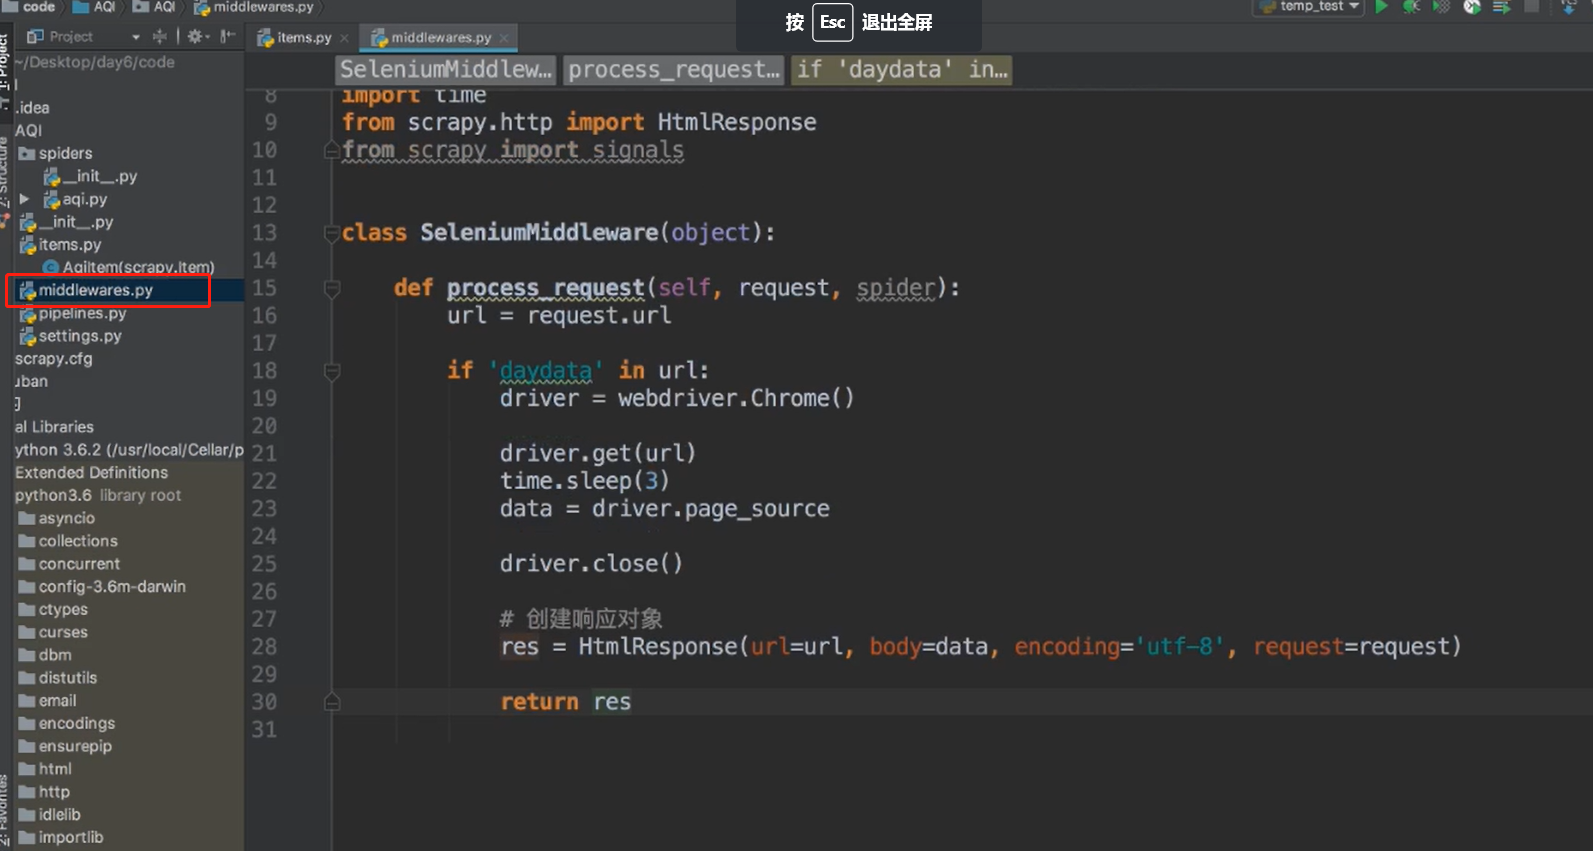 code AQI AQI middlewares.py
temp_test
按 Esc 退出全屏
1: Project
Project
items.py
middlewares.py
~/Desktop/day6/code
SeleniumMiddlew…
process_request…
if 'daydata' in…
.idea
AQI
spiders
__init__.py
aqi.py
__init__.py
items.py
AqiItem(scrapy.Item)
middlewares.py
pipelines.py
settings.py
scrapy.cfg
uban
al Libraries
ython 3.6.2 (/usr/local/Cellar/p
Extended Definitions
python3.6 library root
asyncio
collections
concurrent
config-3.6m-darwin
ctypes
curses
dbm
distutils
email
encodings
ensurepip
html
http
idlelib
importlib
Z: Structure
2: Favorites
8 import time
9 from scrapy.http import HtmlResponse
10 from scrapy import signals
11
12
13 class SeleniumMiddleware(object):
14
15 def process_request(self, request, spider):
16 url = request.url
17
18 if 'daydata' in url:
19 driver = webdriver.Chrome()
20
21 driver.get(url)
22 time.sleep(3)
23 data = driver.page_source
24
25 driver.close()
26
27 # 创建响应对象
28 res = HtmlResponse(url=url, body=data, encoding='utf-8', request=request)
29
30 return res
31